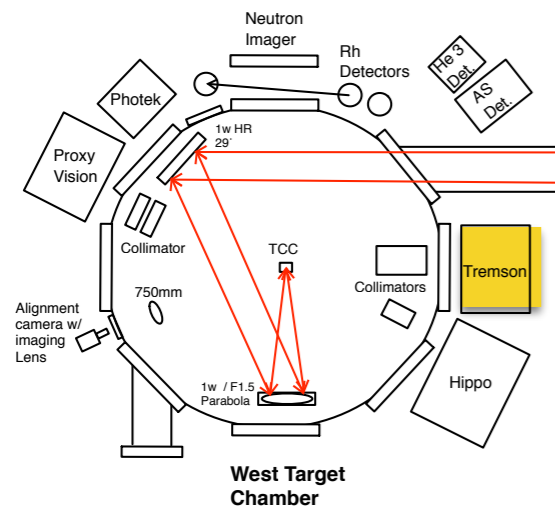 Neutron
Imager
Rh
Detectors
He 3
Det.
AS
Det.
Photek
1w HR
29°
Proxy
Vision
Collimator
TCC
Collimators
Tremson
750mm
Alignment
camera w/
imaging
Lens
1w / F1.5
Parabola
Hippo
West Target
Chamber